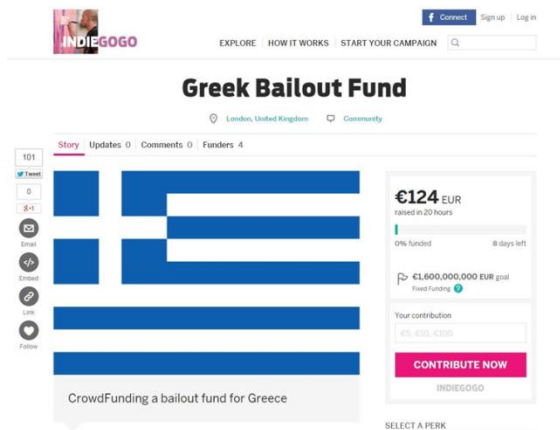 INDIEGOGO
f Connect Sign up Log in
EXPLORE HOW IT WORKS START YOUR CAMPAIGN
Greek Bailout Fund
London, United Kingdom Community
Story Updates 0 Comments 0 Funders 4
101
Tweet
0
g+1
Email
Embed
Link
Follow
€124 EUR
raised in 20 hours
0% funded 8 days left
€1,600,000,000 EUR goal
Fixed Funding ?
Your contribution
€5, €50, €100
CONTRIBUTE NOW
INDIEGOGO
CrowdFunding a bailout fund for Greece
SELECT A PERK